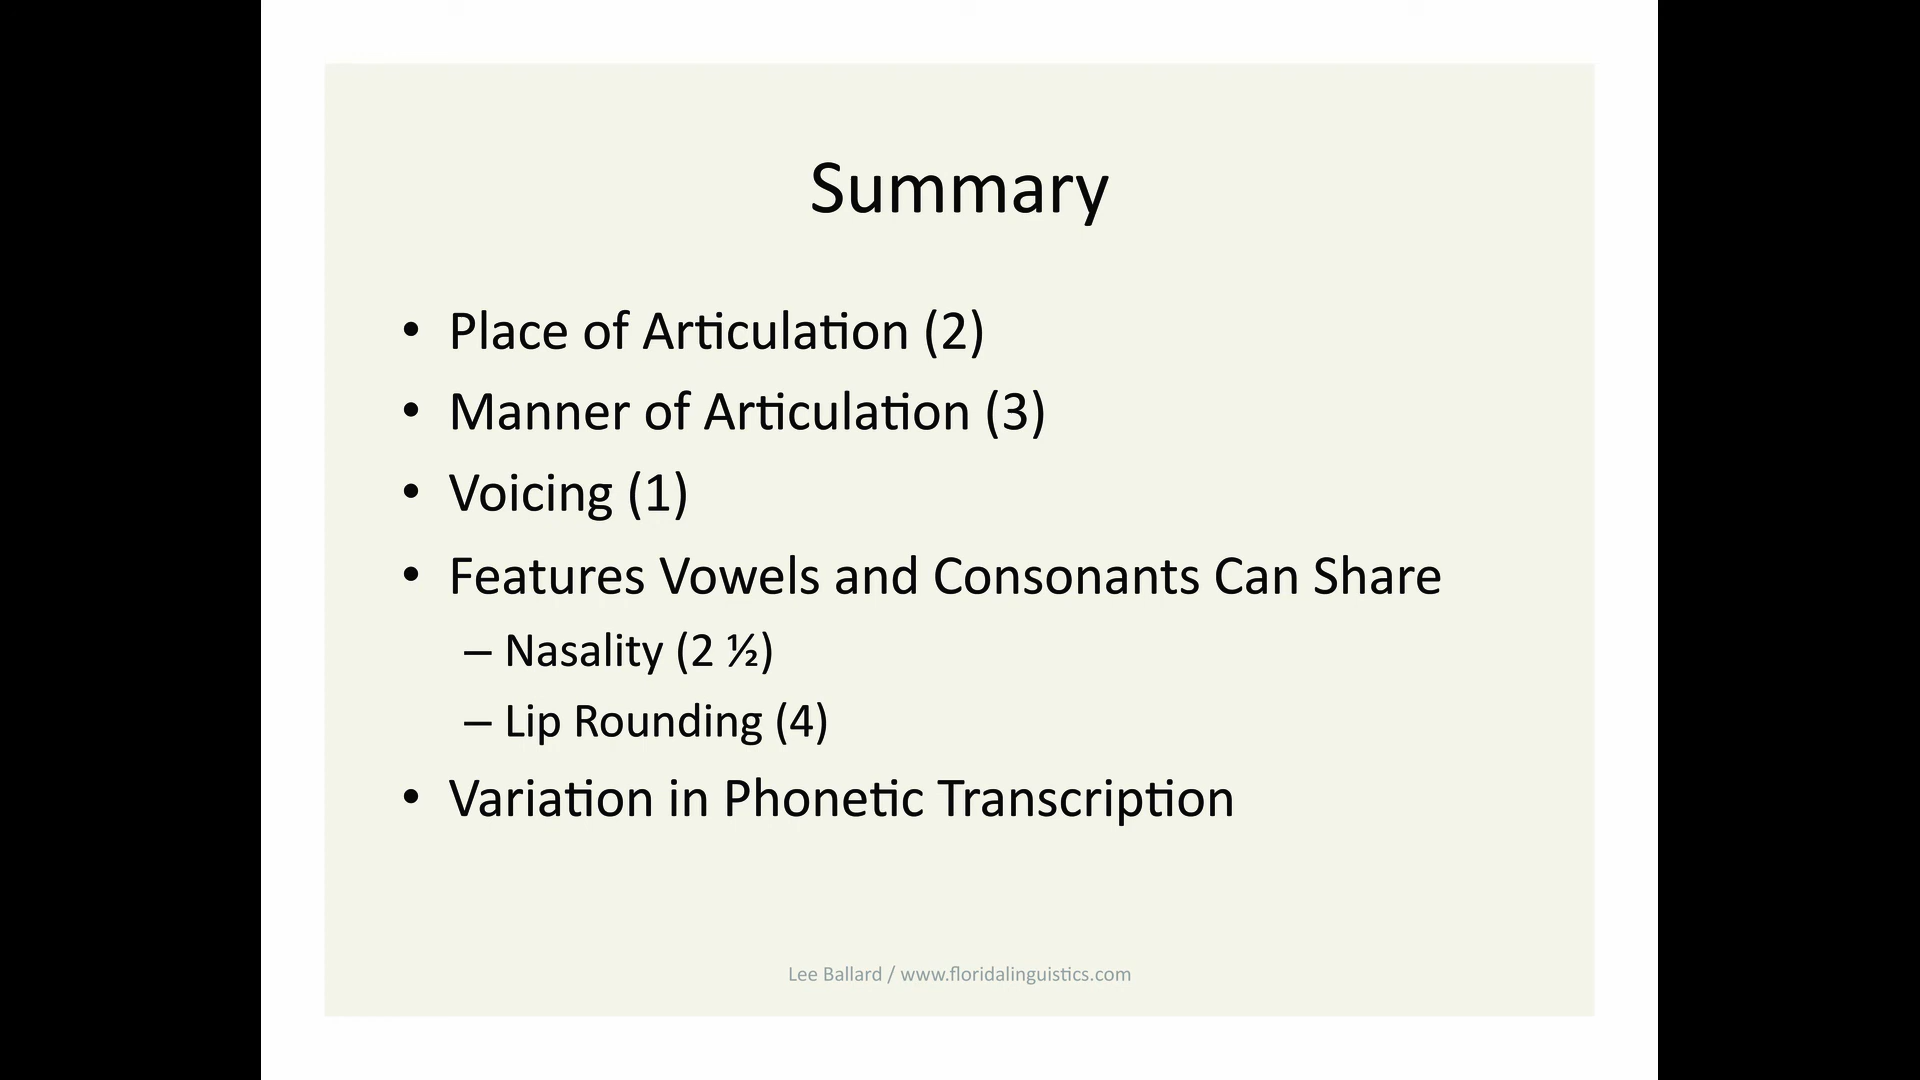 Summary
• Place of Articulation (2)
• Manner of Articulation (3)
• Voicing (1)
• Features Vowels and Consonants Can Share
– Nasality (2 ½)
– Lip Rounding (4)
• Variation in Phonetic Transcription
Lee Ballard / www.floridalinguistics.com